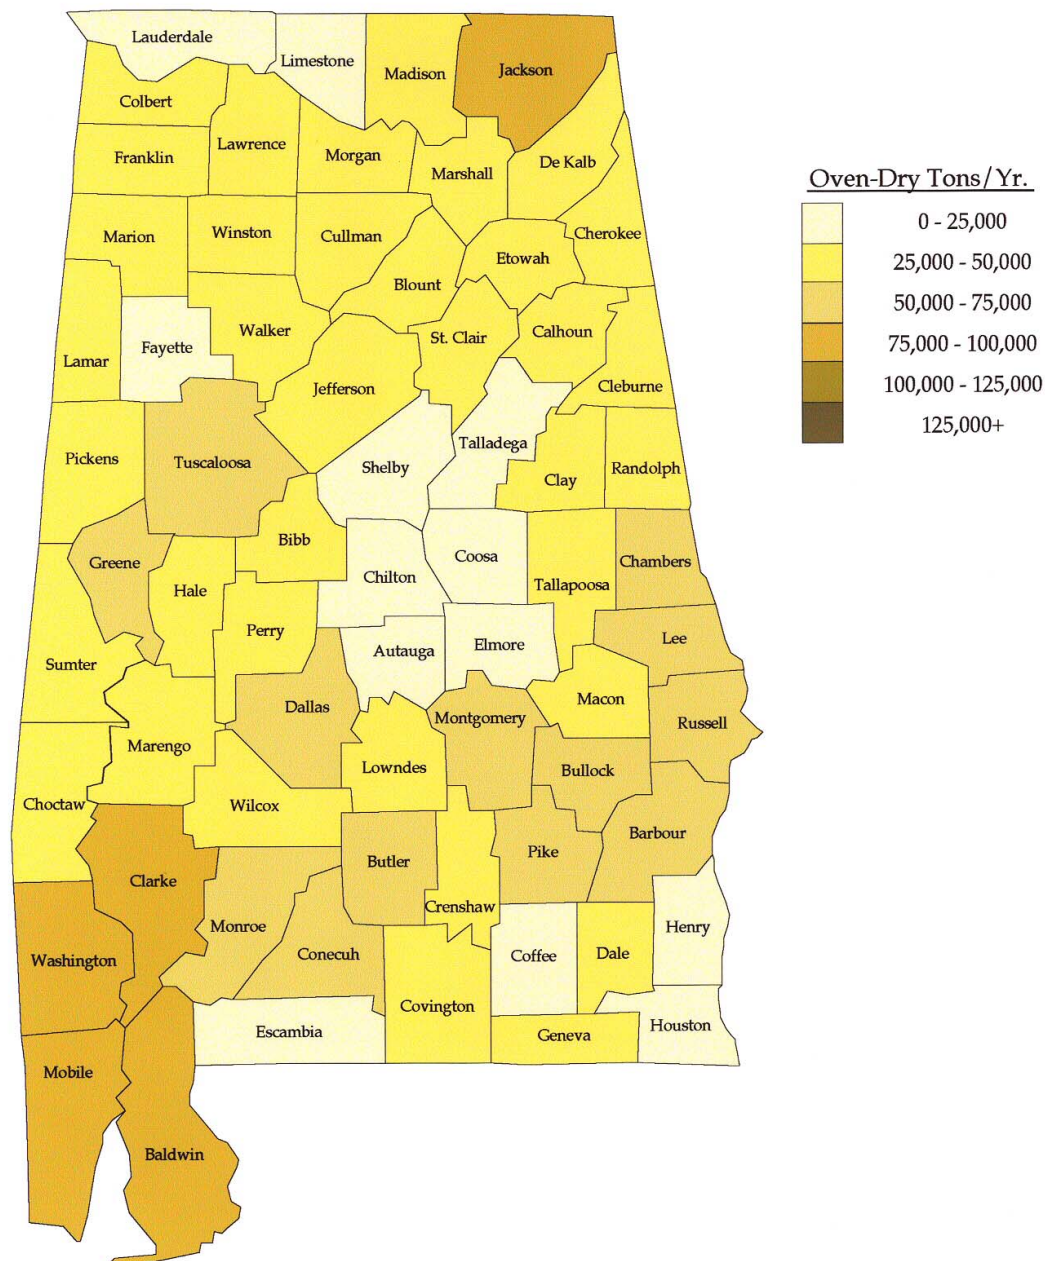 Lauderdale
Limestone
Madison
Jackson
Colbert
Lawrence
Franklin
Morgan
Marshall
De Kalb
Marion
Winston
Cullman
Cherokee
Etowah
Blount
Lamar
Fayette
Walker
St. Clair
Calhoun
Jefferson
Cleburne
Pickens
Tuscaloosa
Shelby
Talladega
Clay
Randolph
Greene
Bibb
Coosa
Chambers
Hale
Chilton
Tallapoosa
Sumter
Perry
Autauga
Elmore
Lee
Dallas
Montgomery
Macon
Russell
Marengo
Lowndes
Bullock
Choctaw
Wilcox
Butler
Pike
Barbour
Clarke
Crenshaw
Monroe
Henry
Washington
Conecuh
Coffee
Dale
Covington
Escambia
Geneva
Houston
Mobile
Baldwin
Oven-Dry Tons/Yr.
0 - 25,000
25,000 - 50,000
50,000 - 75,000
75,000 - 100,000
100,000 - 125,000
125,000+